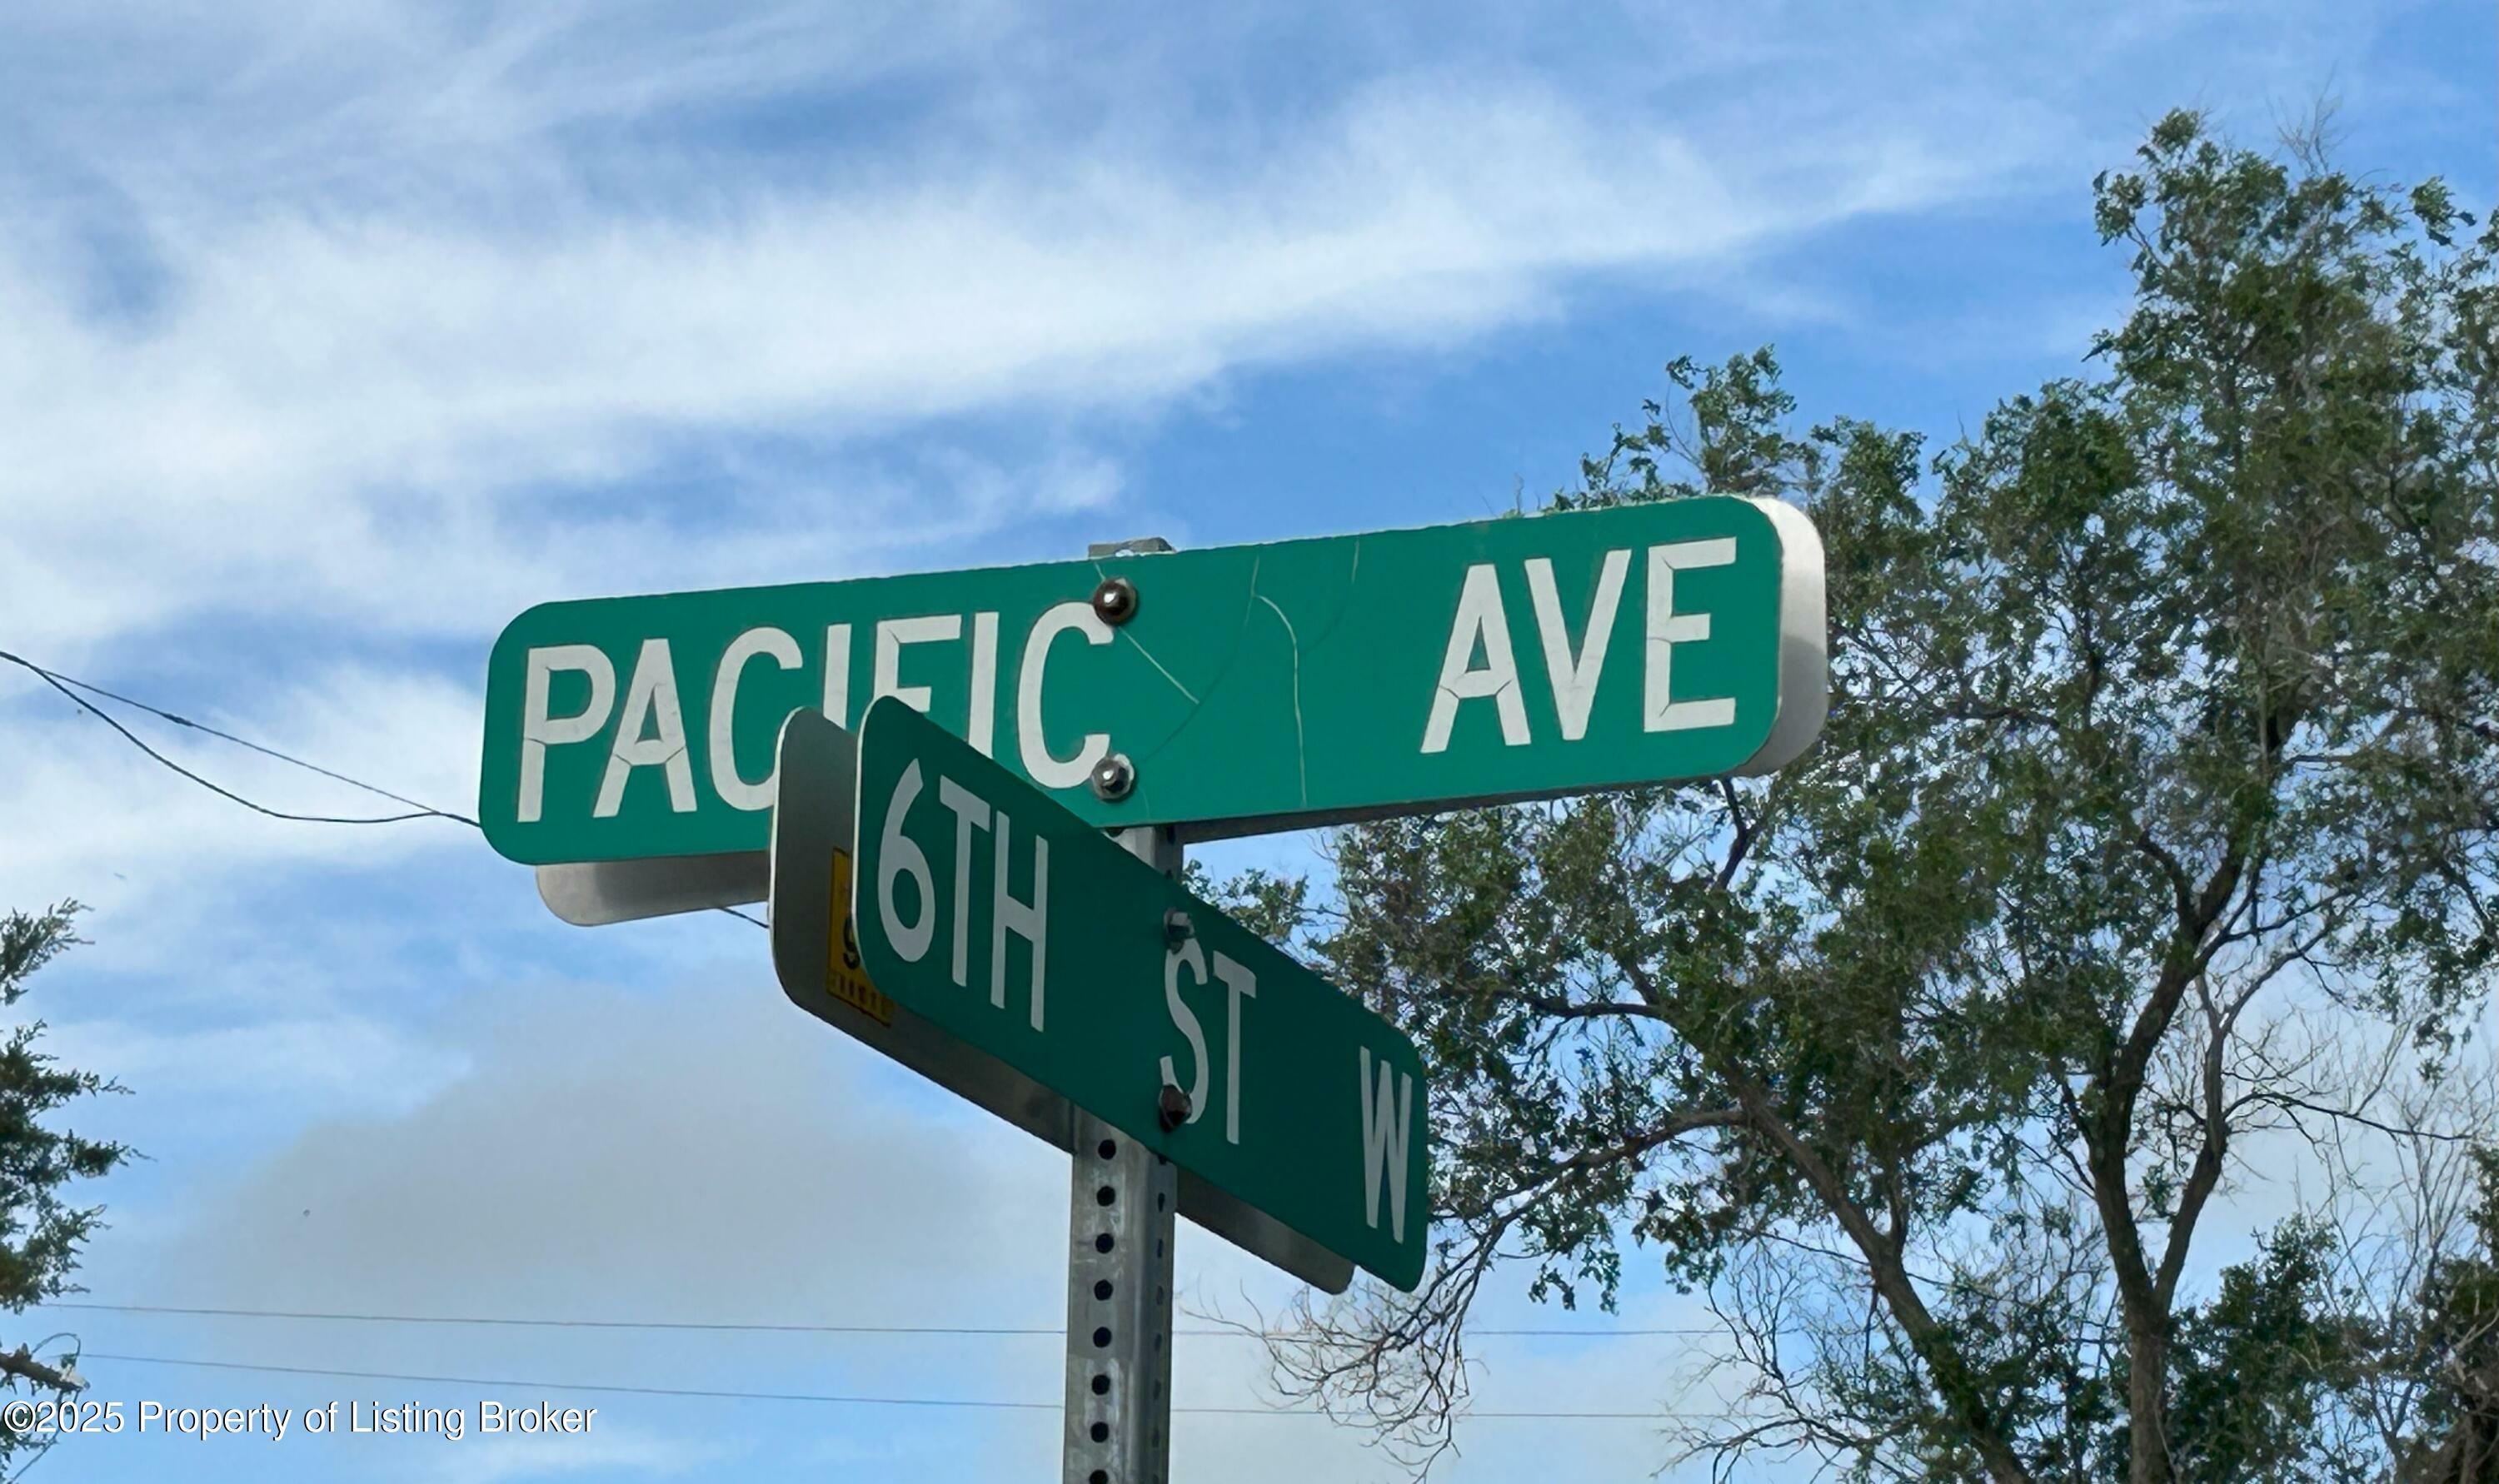 PACIFIC AVE
6TH ST W
©2025 Property of Listing Broker